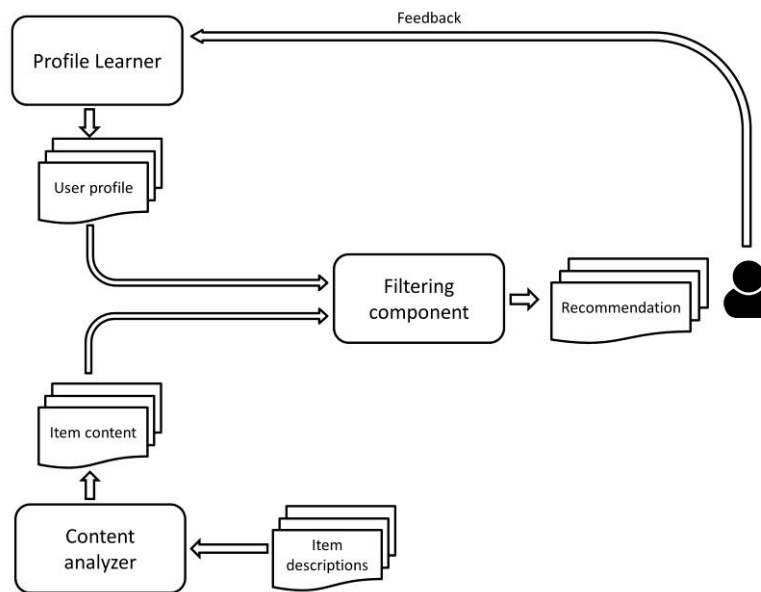 Feedback
Profile Learner
User profile
Filtering
component
Recommendation
Item content
Content
analyzer
Item
descriptions